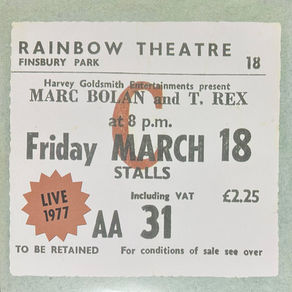 RAINBOW THEATRE
FINSBURY PARK 18
Harvey Goldsmith Entertainments present
MARC BOLAN and T. REX
C
at 8 p.m.
Friday MARCH 18
STALLS
LIVE
1977
Including VAT £2.25
AA 31
TO BE RETAINED For conditions of sale see over